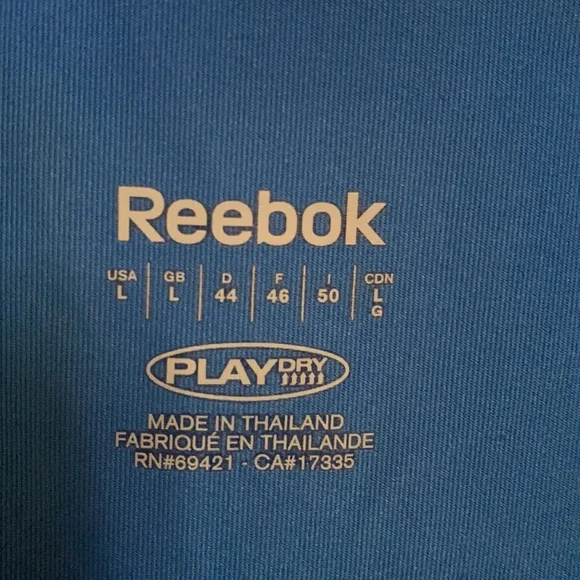 Reebok
USA | GB | D | F | I | CDN
L | L | 44 | 46 | 50 | L
G
PLAYDRY
MADE IN THAILAND
FABRIQUÉ EN THAILANDE
RN#69421 - CA#17335